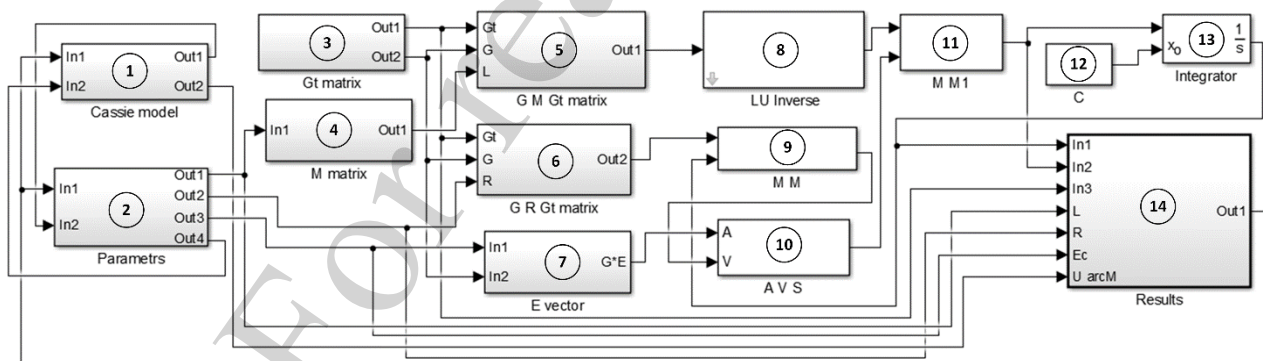 In1
In2
1
Out1
Out2
Cassie model
In1
In2
2
Out1
Out2
Out3
Out4
Parametrs
3
Out1
Out2
Gt matrix
In1
4
Out1
M matrix
Gt
G
L
5
Out1
G M Gt matrix
Gt
G
R
6
Out2
G R Gt matrix
In1
In2
7
G*E
E vector
8
LU Inverse
9
M M
A
V
10
A V S
11
M M1
12
C
xo
13
1
s
Integrator
In1
In2
In3
L
R
Ec
U arcM
14
Out1
Results
For re